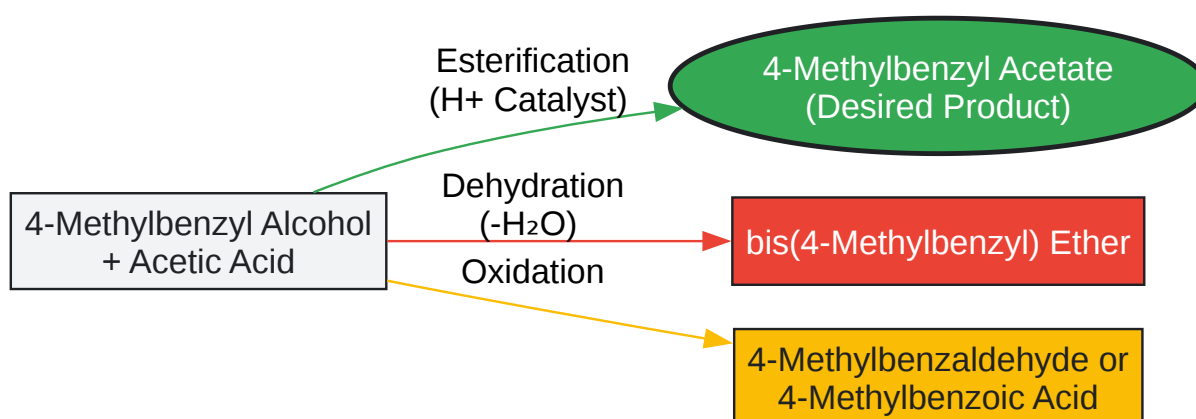 Esterification
(H+ Catalyst)
4-Methylbenzyl Acetate
(Desired Product)
4-Methylbenzyl Alcohol
+ Acetic Acid
Dehydration
(-H₂O)
bis(4-Methylbenzyl) Ether
Oxidation
4-Methylbenzaldehyde or
4-Methylbenzoic Acid